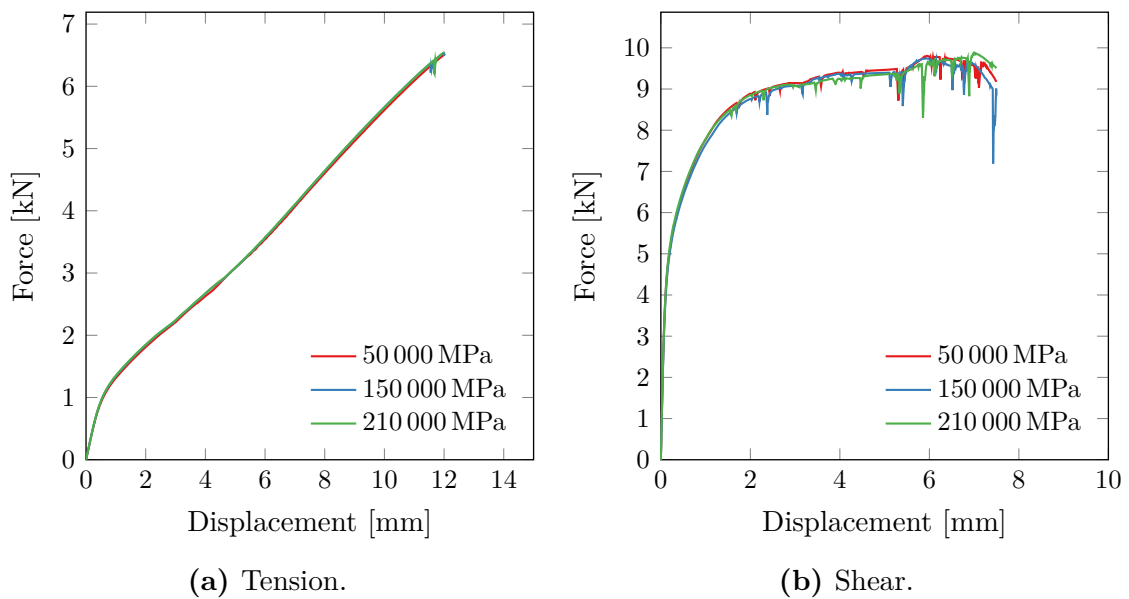 7
6
5
4
3
2
1
0
Force [kN]
0 2 4 6 8 10 12 14
Displacement [mm]
50 000 MPa
150 000 MPa
210 000 MPa
(a) Tension.
10
9
8
7
6
5
4
3
2
1
0
Force [kN]
0 2 4 6 8 10
Displacement [mm]
50 000 MPa
150 000 MPa
210 000 MPa
(b) Shear.